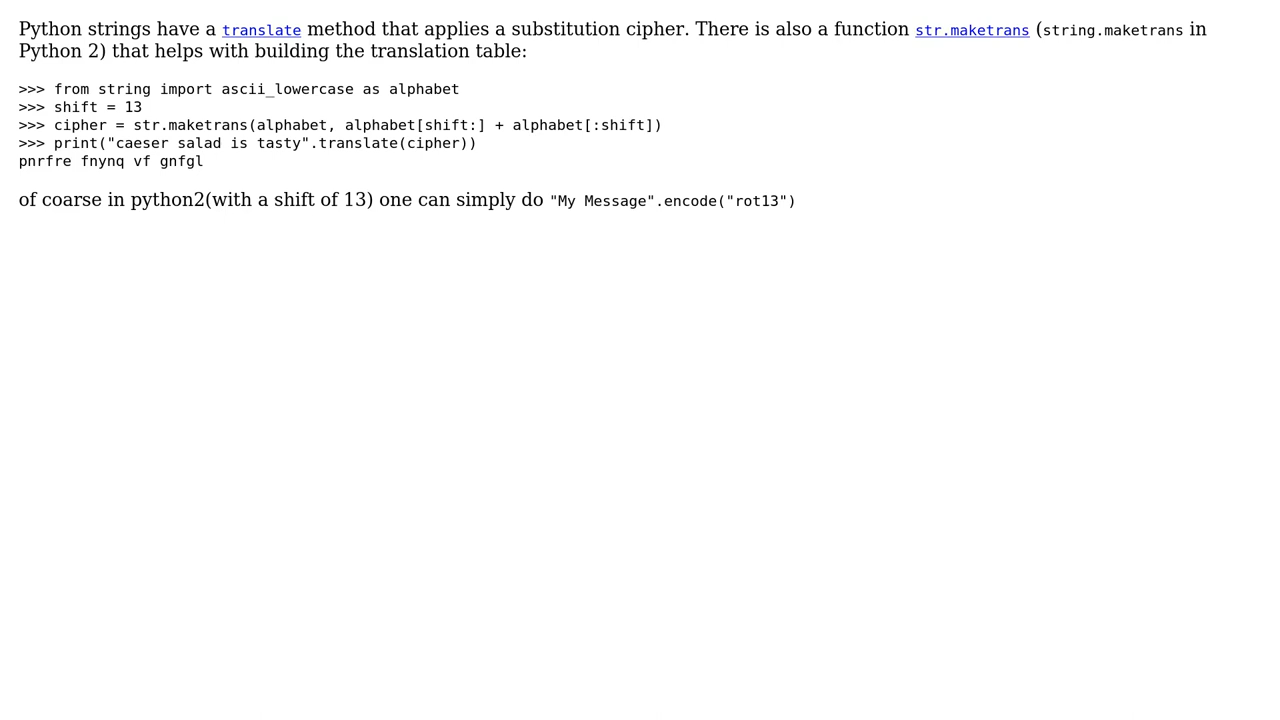 Python strings have a translate method that applies a substitution cipher. There is also a function str.maketrans (string.maketrans in
Python 2) that helps with building the translation table:
>>> from string import ascii_lowercase as alphabet
>>> shift = 13
>>> cipher = str.maketrans(alphabet, alphabet[shift:] + alphabet[:shift])
>>> print("caeser salad is tasty".translate(cipher))
pnrfre fnynq vf gnfgl
of coarse in python2(with a shift of 13) one can simply do "My Message".encode("rot13")